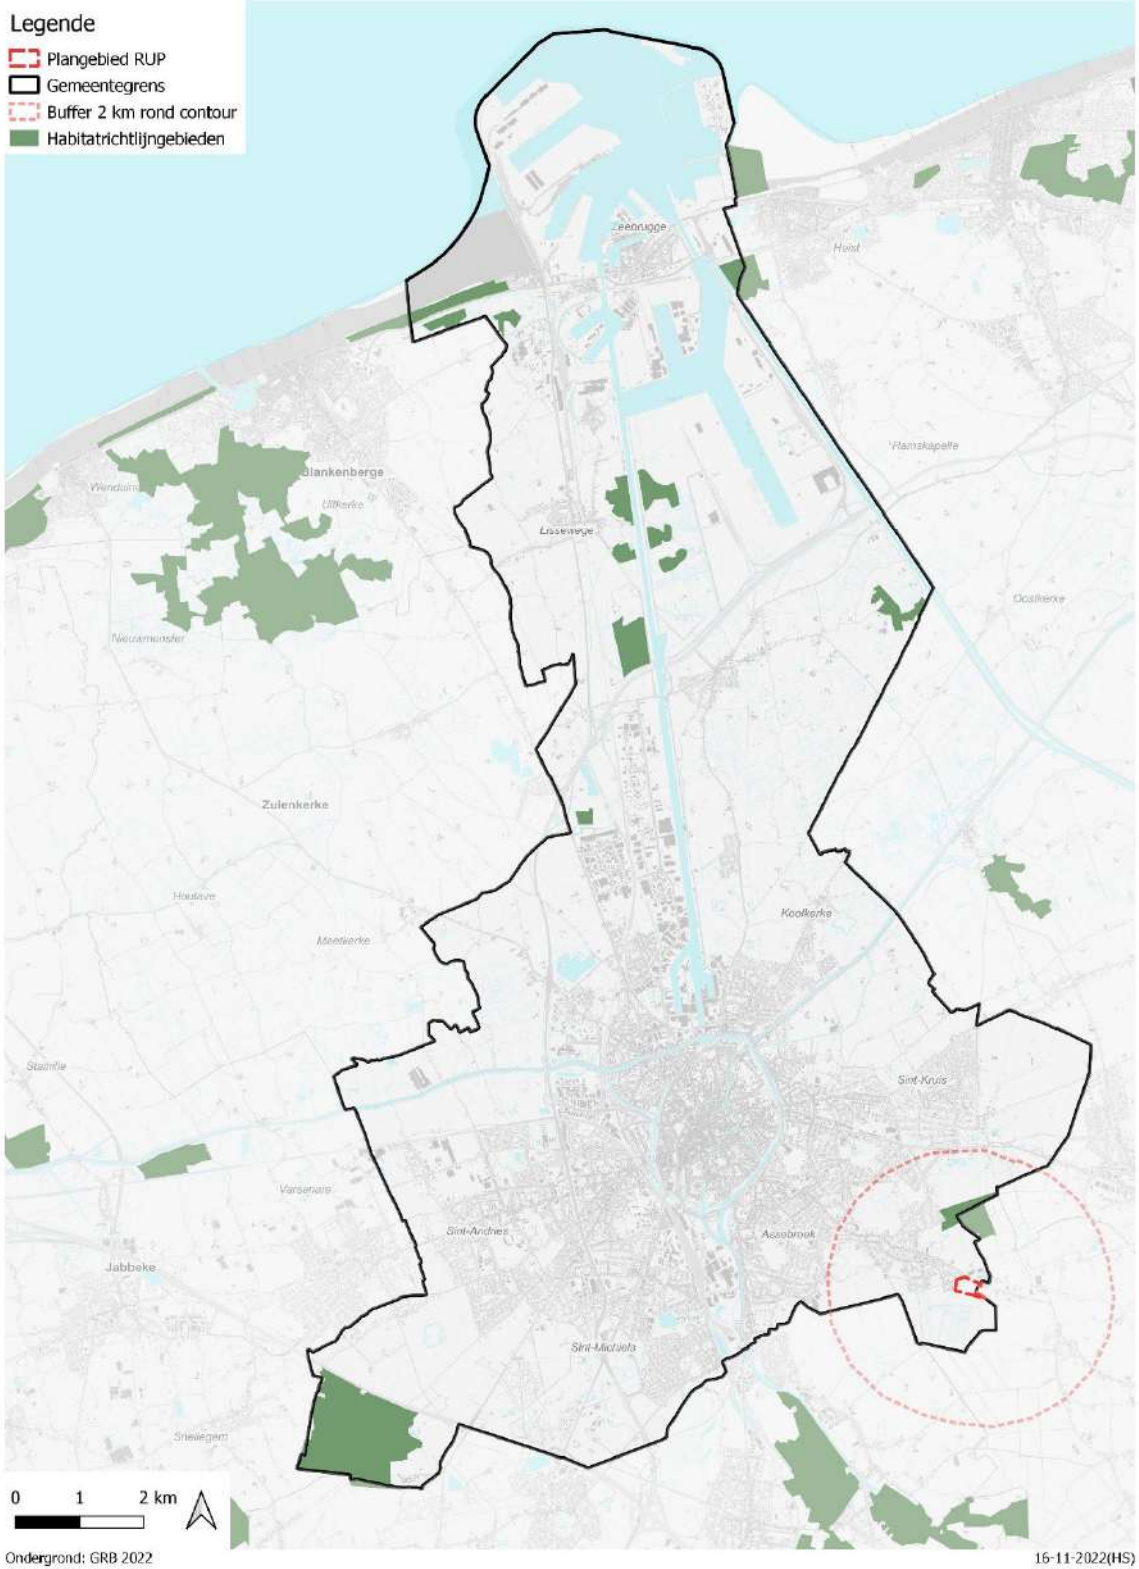 Legende
Plangebied RUP
Gemeentegrens
Buffer 2 km rond contour
Habitatrichtlijngebieden
Zeebrugge
Heist
Ramskapelle
Blankenberge
Wenduine
Uitkerke
Lissewege
Oostkerke
Nieuwmunster
Zuienkerke
Houtave
Koolkerke
Meetkerke
Stalhille
Sint-Kruis
Varsenare
Sint-Andries
Assebroek
Jabbeke
Sint-Michiels
Snellegem
0 1 2 km
Ondergrond: GRB 2022
16-11-2022(HS)